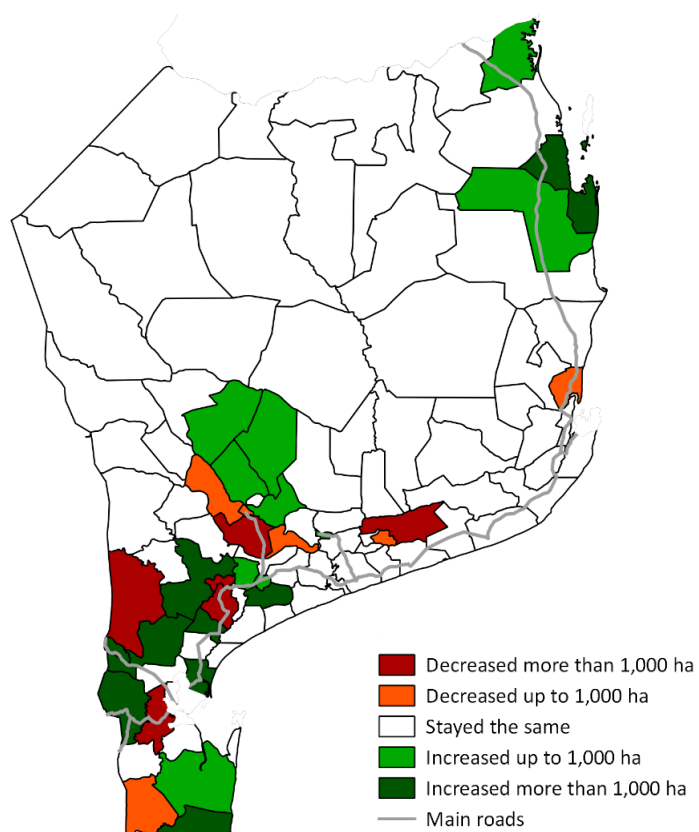 Decreased more than 1,000 ha
Decreased up to 1,000 ha
Stayed the same
Increased up to 1,000 ha
Increased more than 1,000 ha
Main roads